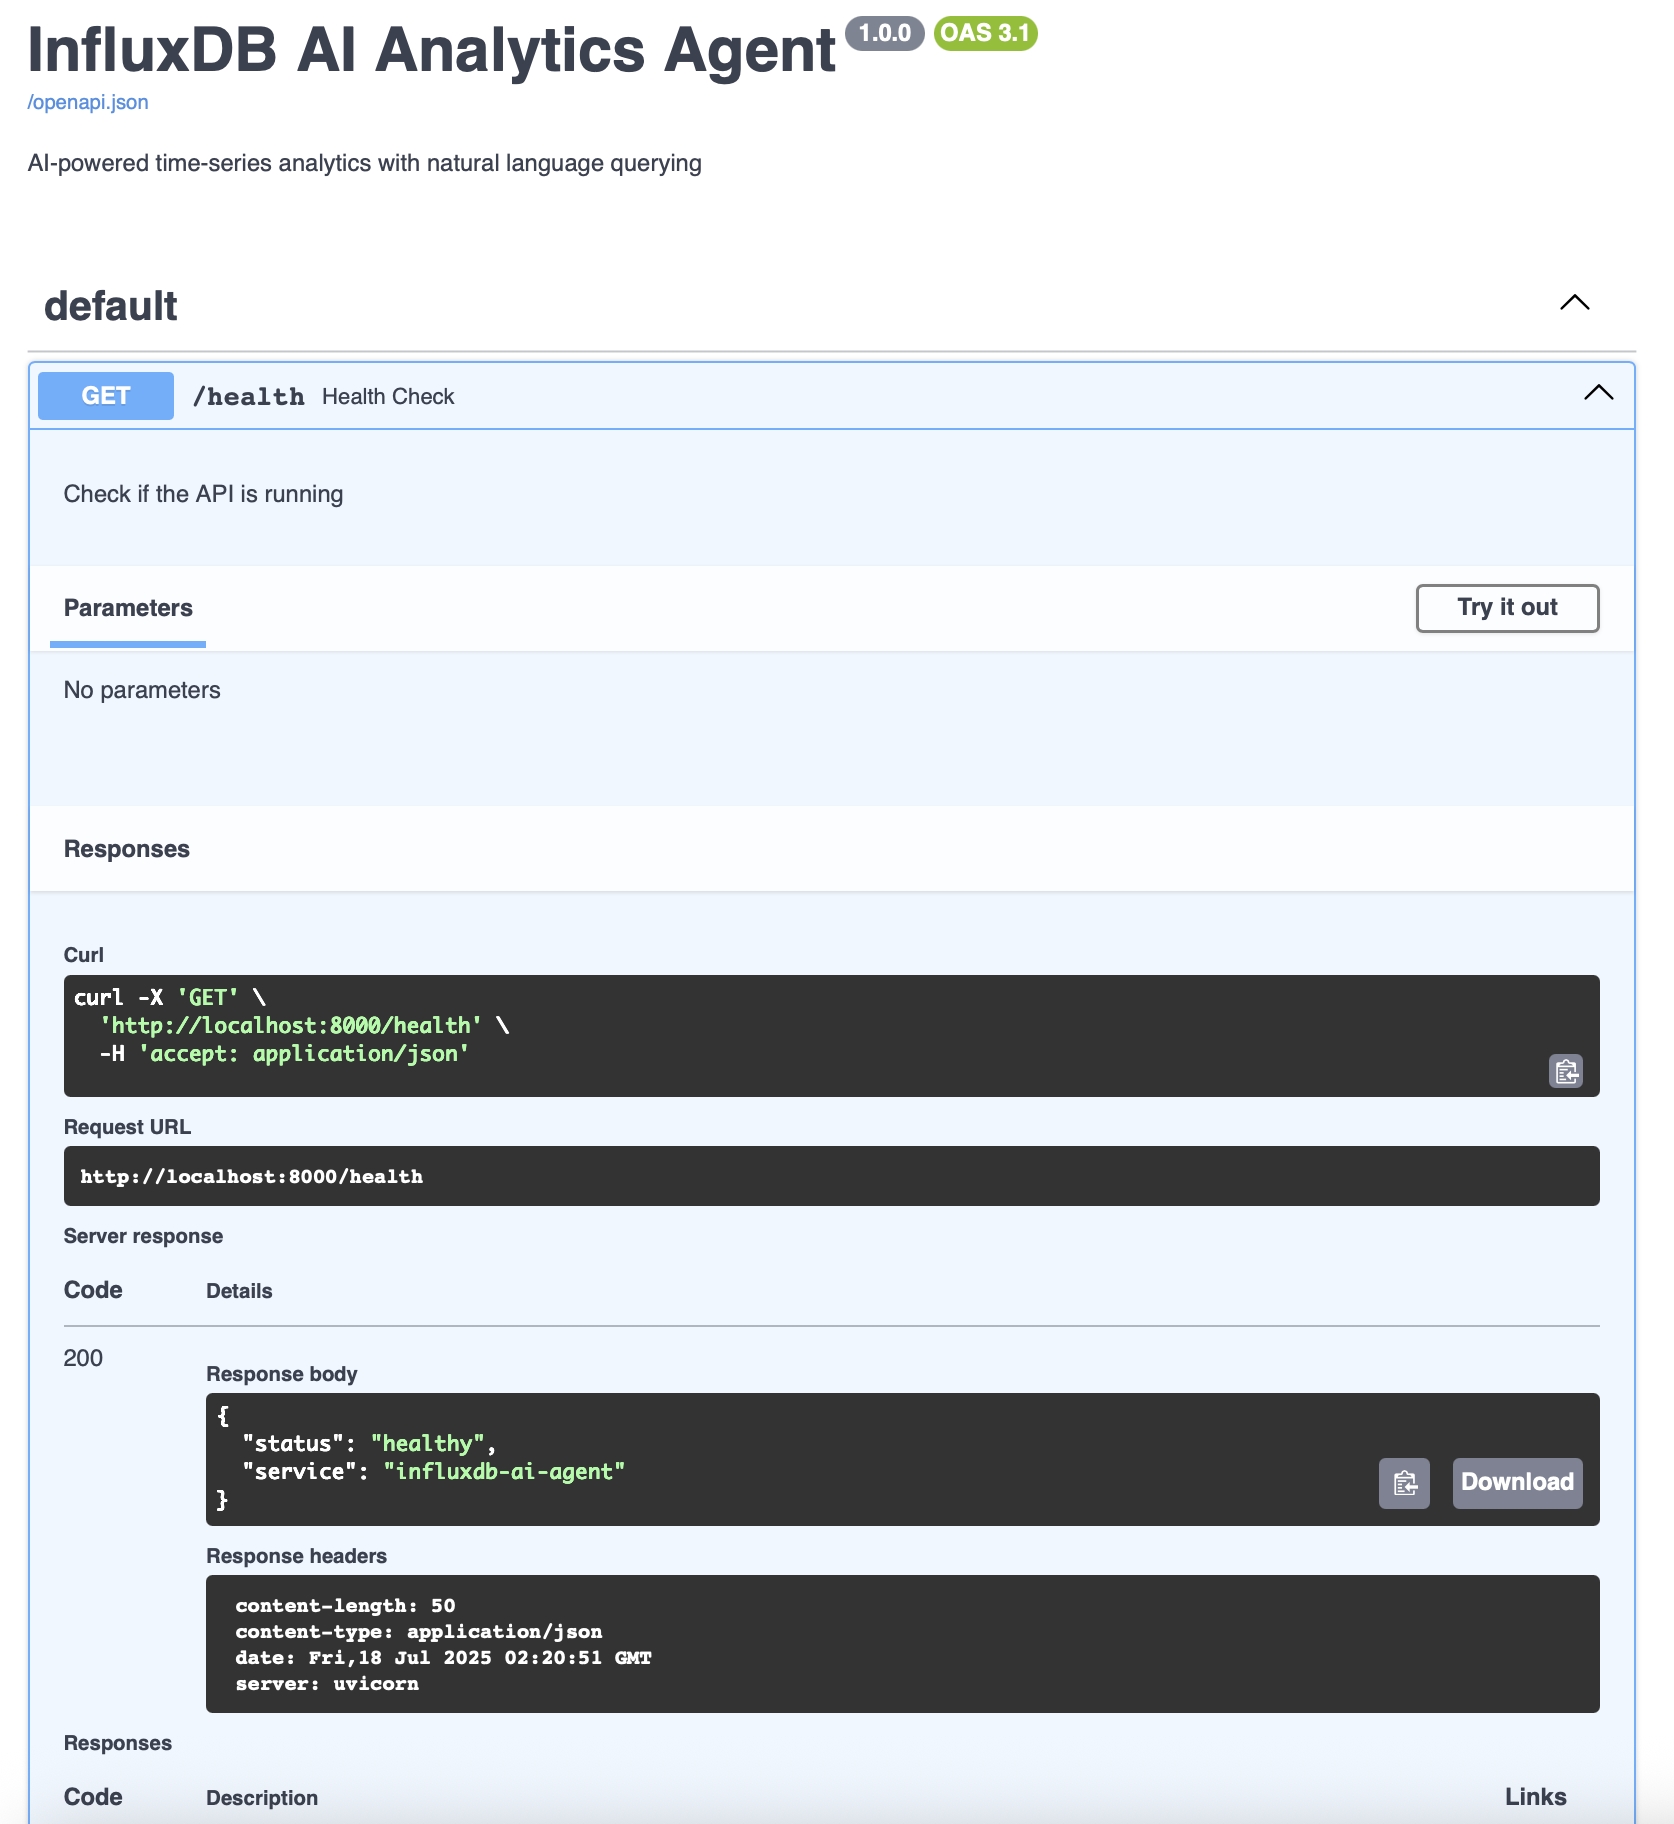 InfluxDB AI Analytics Agent 1.0.0 OAS 3.1
/openapi.json
AI-powered time-series analytics with natural language querying
default
GET /health Health Check
Check if the API is running
Parameters Try it out
No parameters
Responses
Curl
curl -X 'GET' \
  'http://localhost:8000/health' \
  -H 'accept: application/json'
Request URL
http://localhost:8000/health
Server response
Code Details
200
Response body
{
  "status": "healthy",
  "service": "influxdb-ai-agent"
}
Download
Response headers
content-length: 50
content-type: application/json
date: Fri,18 Jul 2025 02:20:51 GMT
server: uvicorn
Responses
Code Description Links